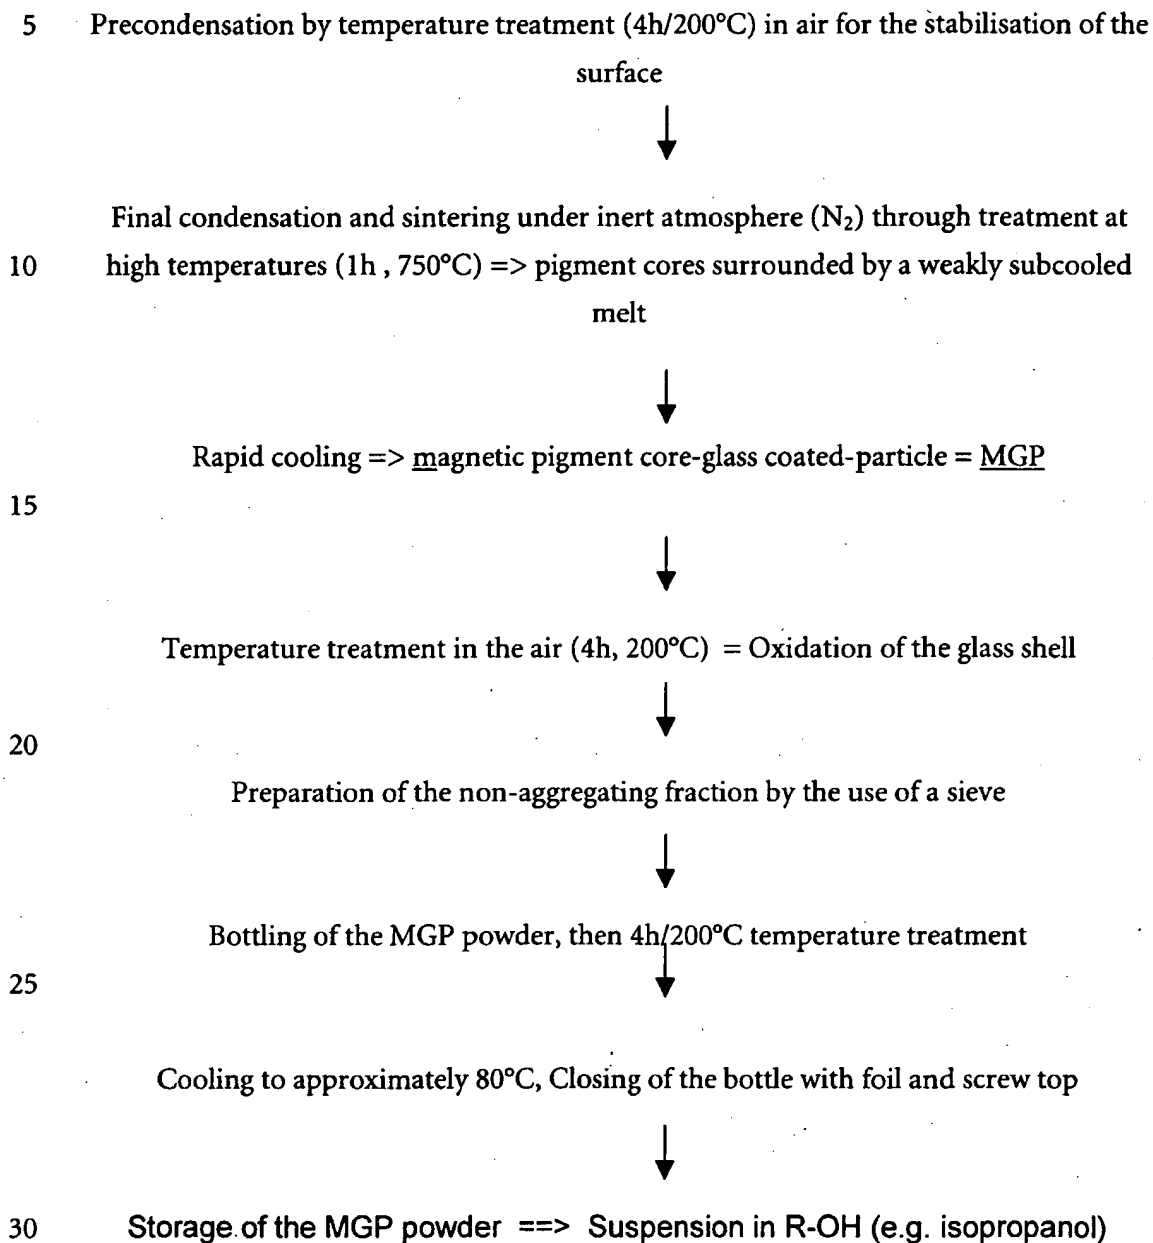 5 Precondensation by temperature treatment (4h/200°C) in air for the stabilisation of the
surface
Final condensation and sintering under inert atmosphere (N₂) through treatment at
10 high temperatures (1h , 750°C) => pigment cores surrounded by a weakly subcooled
melt
Rapid cooling => magnetic pigment core-glass coated-particle = MGP
15
Temperature treatment in the air (4h, 200°C) = Oxidation of the glass shell
20
Preparation of the non-aggregating fraction by the use of a sieve
Bottling of the MGP powder, then 4h/200°C temperature treatment
25
Cooling to approximately 80°C, Closing of the bottle with foil and screw top
30 Storage of the MGP powder ==> Suspension in R-OH (e.g. isopropanol)